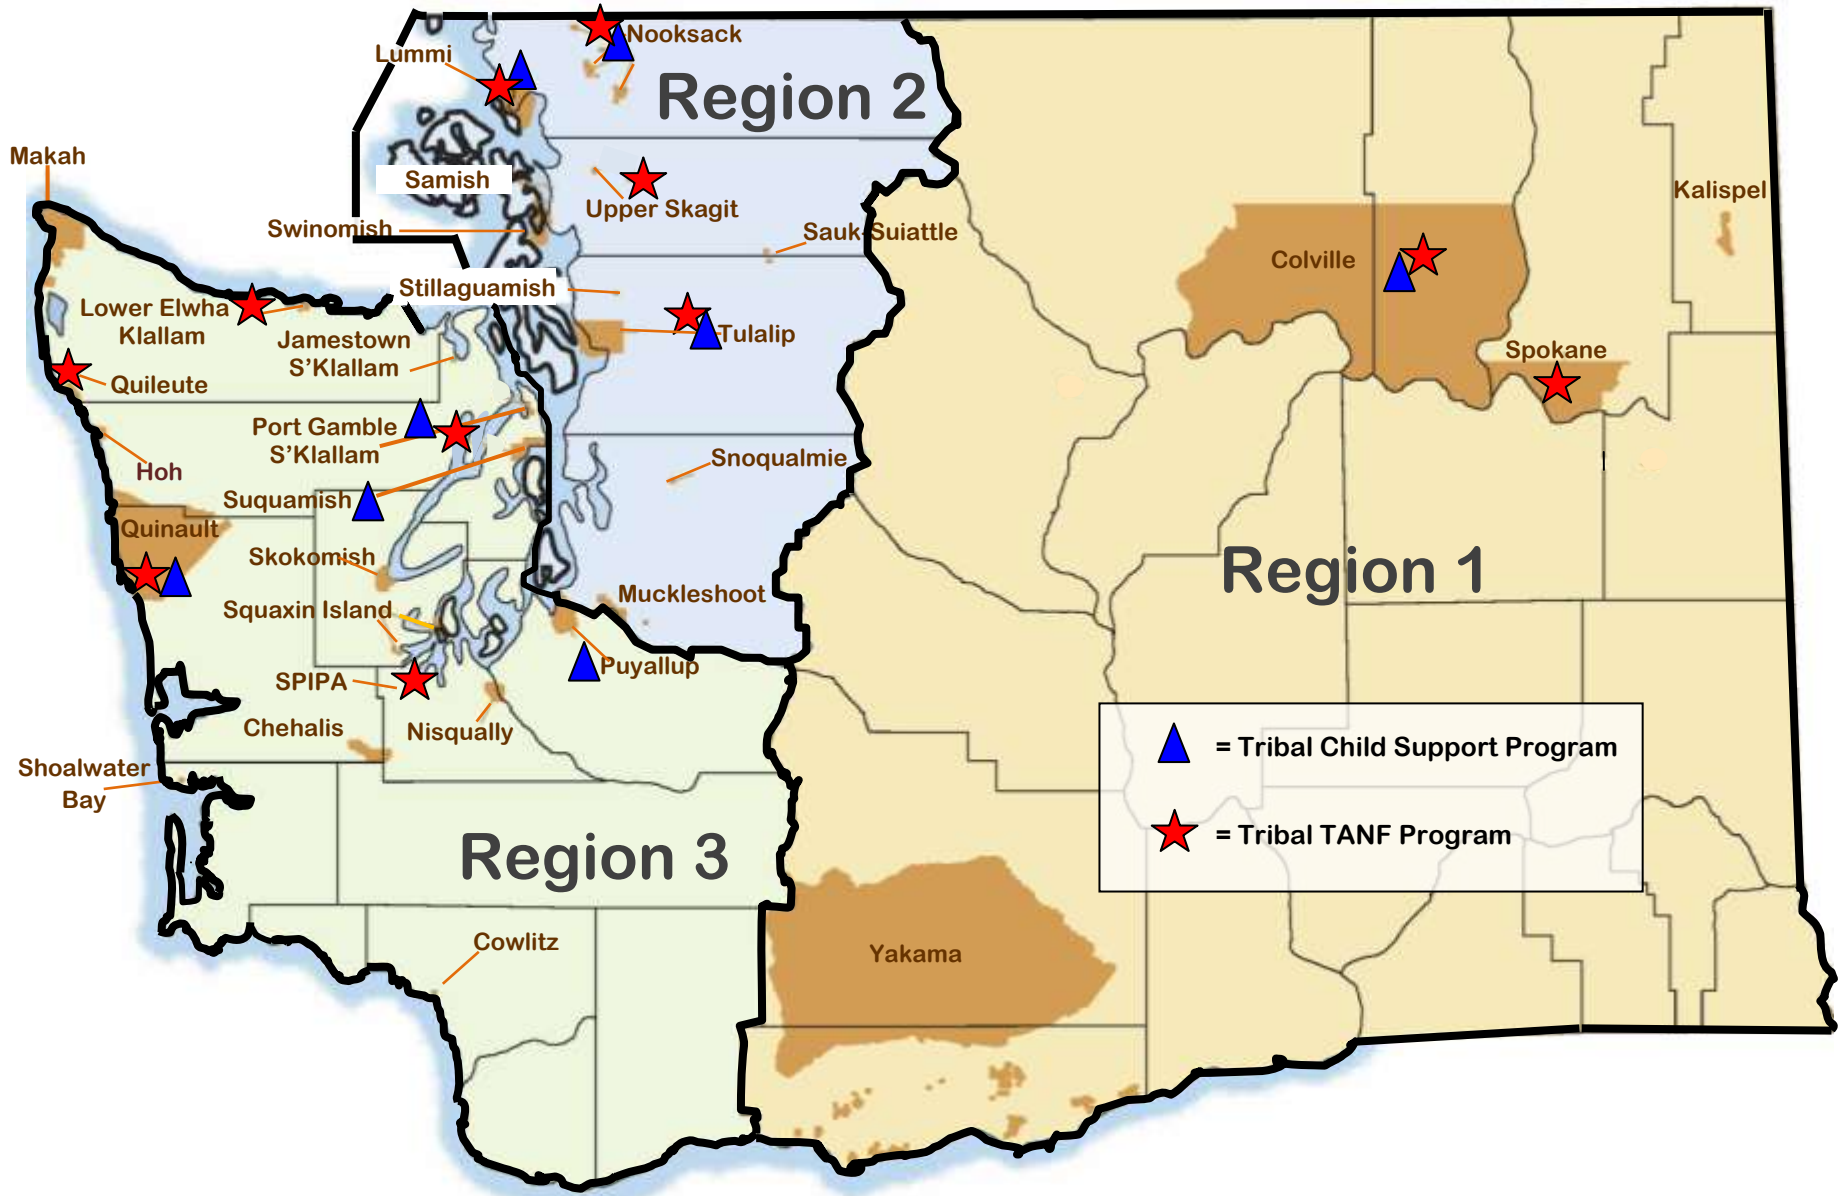 Nooksack
Lummi
Region 2
Makah
Samish
Kalispel
Upper Skagit
Swinomish
Sauk-Suiattle
Colville
Stillaguamish
Lower Elwha
Klallam
Jamestown
S'Klallam
Tulalip
Spokane
Quileute
Port Gamble
S'Klallam
Snoqualmie
Hoh
Suquamish
Quinault
Skokomish
Region 1
Squaxin Island
Muckleshoot
Puyallup
SPIPA
Chehalis
Nisqually
= Tribal Child Support Program
Shoalwater
Bay
= Tribal TANF Program
Region 3
Cowlitz
Yakama